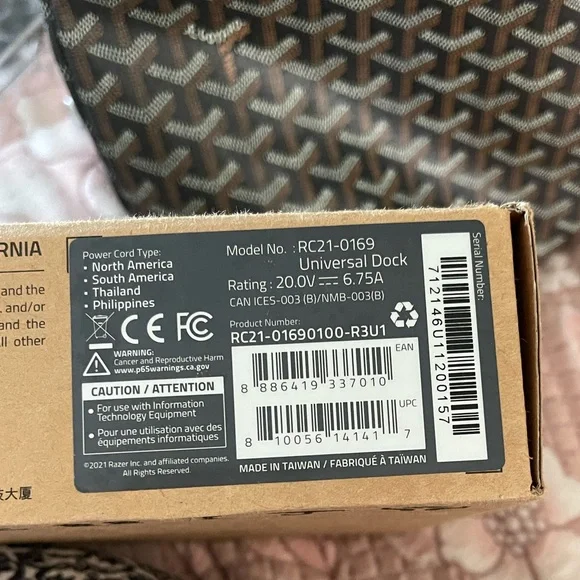 RNIA
and the
. and/or
and the
ll other
大厦
Power Cord Type:
• North America
• South America
• Thailand
• Philippines
CE FC
WARNING:
Cancer and Reproductive Harm
www.p65warnings.ca.gov
CAUTION / ATTENTION
• For use with Information
Technology Equipment
• Pour une utilisation avec des
équipements informatiques
©2021 Razer Inc. and affiliated companies.
All Rights Reserved.
Model No. : RC21-0169
Universal Dock
Rating : 20.0V ⎓ 6.75A
CAN ICES-003 (B)/NMB-003(B)
Product Number:
RC21-01690100-R3U1
EAN
8 886419 337010
UPC
8 10056 14141 7
MADE IN TAIWAN / FABRIQUÉ À TAÏWAN
Serial Number:
712146U11200157